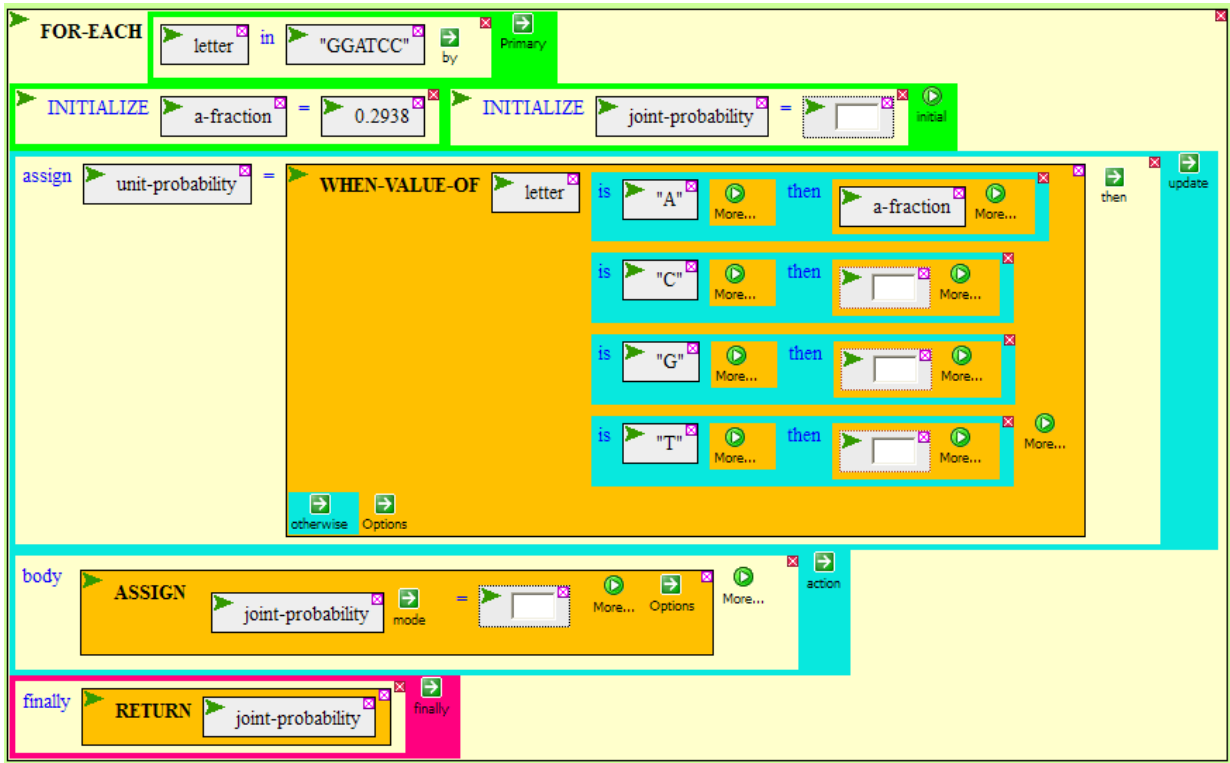 FOR-EACH letter in "GGATCC" by Primary
INITIALIZE a-fraction = 0.2938 INITIALIZE joint-probability = initial
assign unit-probability = WHEN-VALUE-OF letter is "A" More... then a-fraction More... then update
is "C" More... then More...
is "G" More... then More...
is "T" More... then More... More...
otherwise Options
body ASSIGN joint-probability mode = More... Options More... action
finally RETURN joint-probability finally